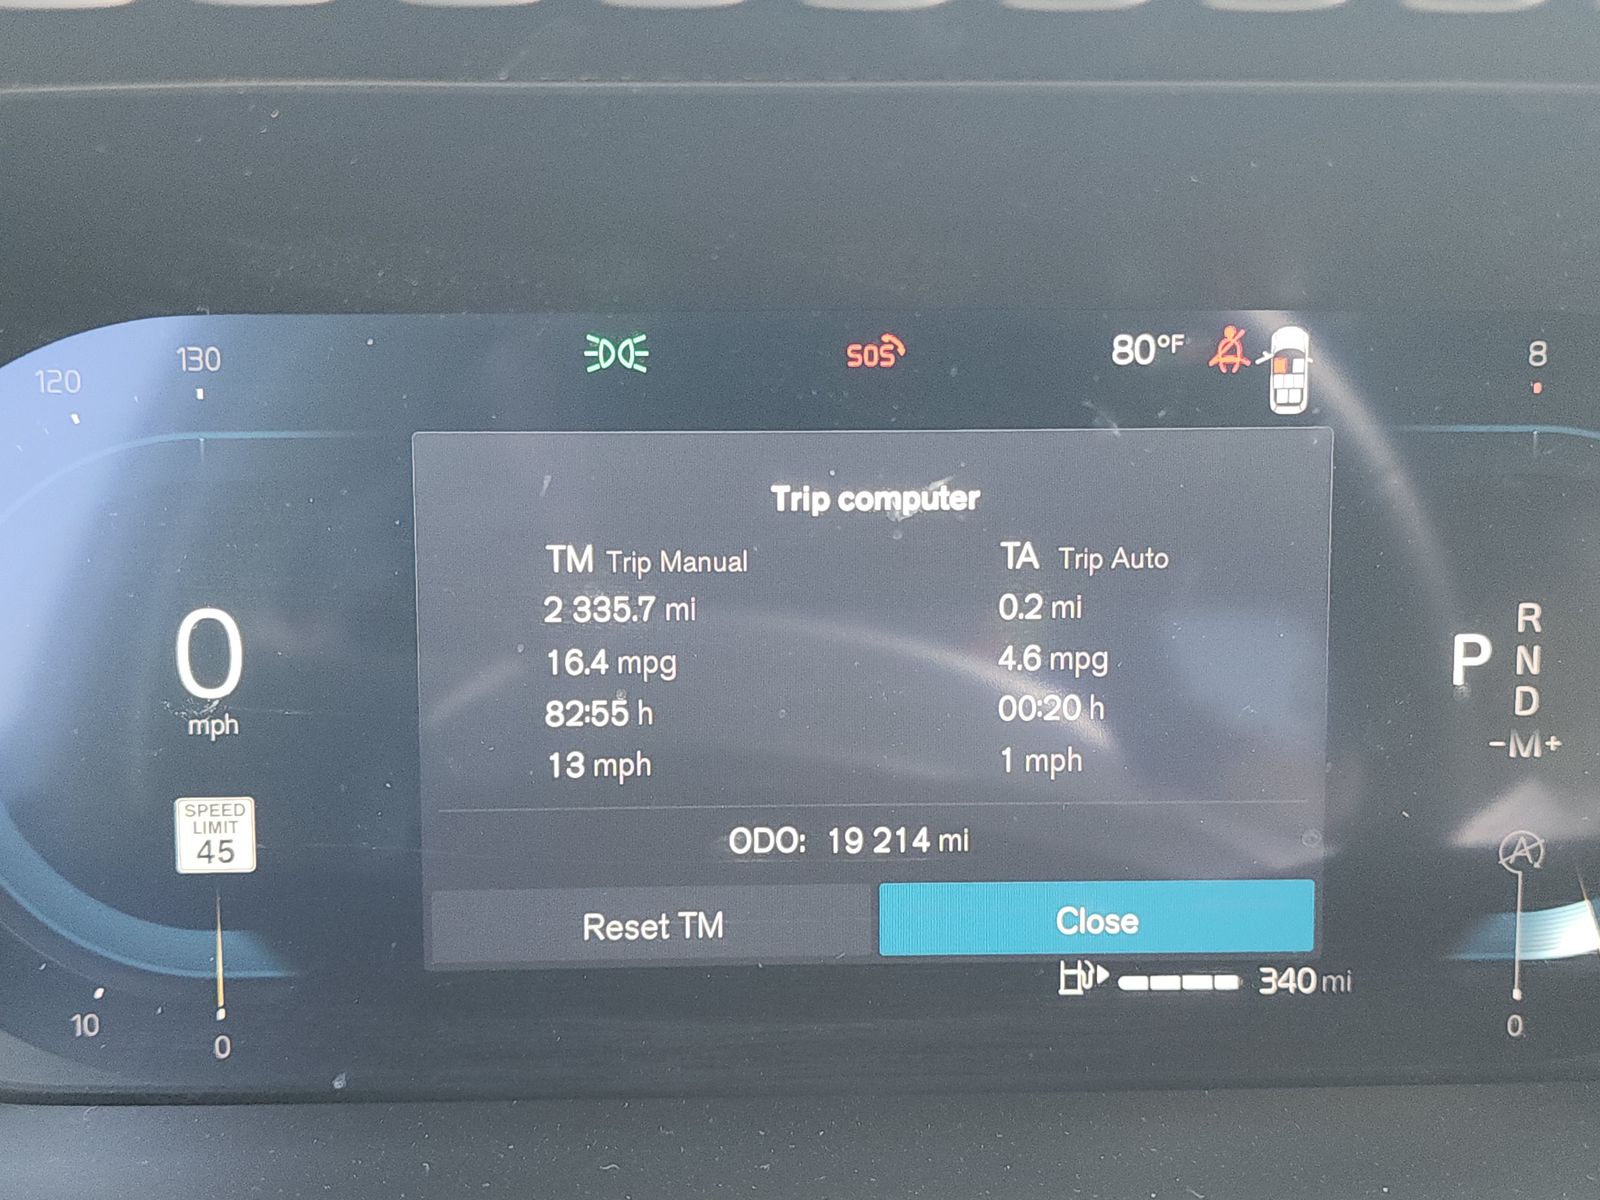 120
130
SOS
80°F
8
Trip computer
TM Trip Manual
TA Trip Auto
2 335.7 mi
0.2 mi
16.4 mpg
4.6 mpg
82:55 h
00:20 h
13 mph
1 mph
ODO: 19 214 mi
Reset TM
Close
340 mi
0
mph
SPEED
LIMIT
45
10
0
P
R
N
D
-M+
A
0